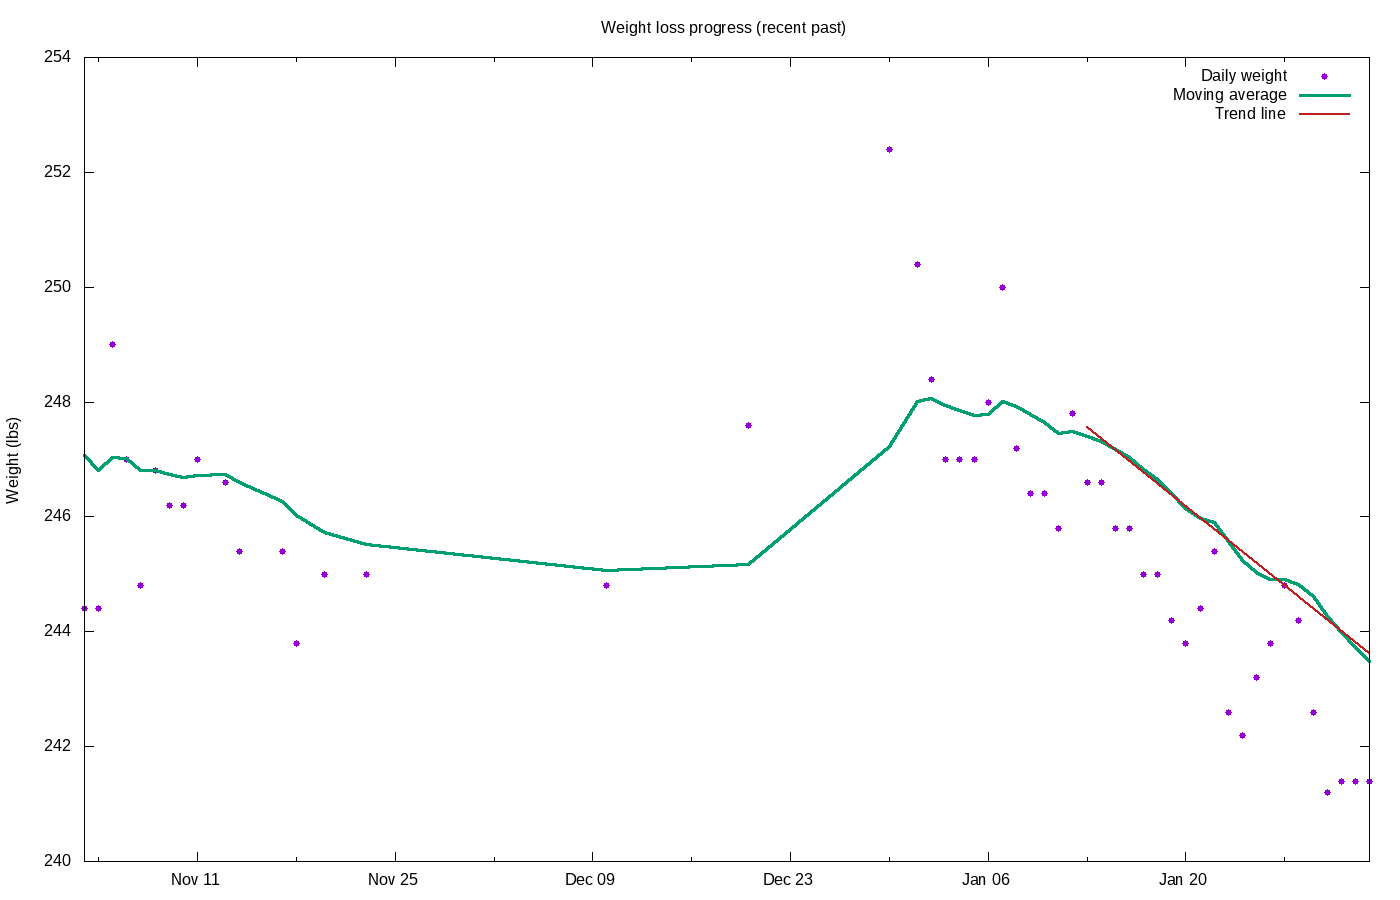 Weight loss progress (recent past)
254
252
250
248
246
244
242
240
Weight (lbs)
Daily weight
Moving average
Trend line
Nov 11
Nov 25
Dec 09
Dec 23
Jan 06
Jan 20